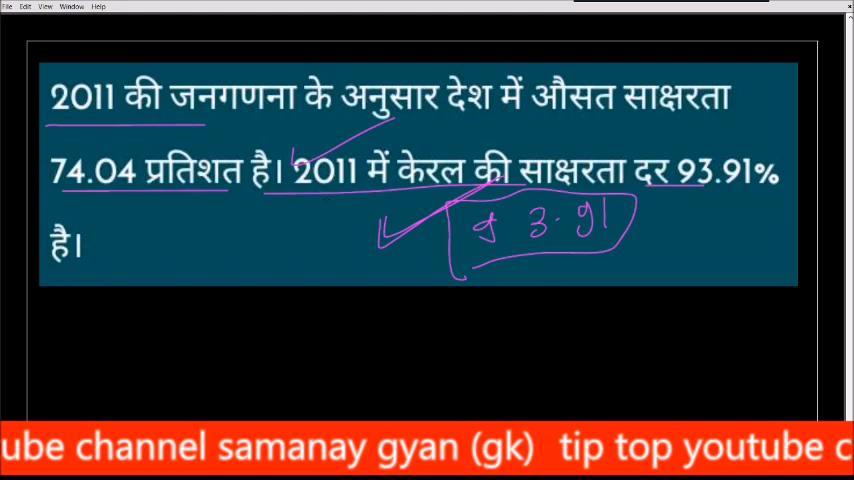 File Edit View Window Help
2011 की जनगणना के अनुसार देश में औसत साक्षरता
74.04 प्रतिशत है। 2011 में केरल की साक्षरता दर 93.91%
है।
93.91
ube channel samanay gyan (gk) tip top youtube c